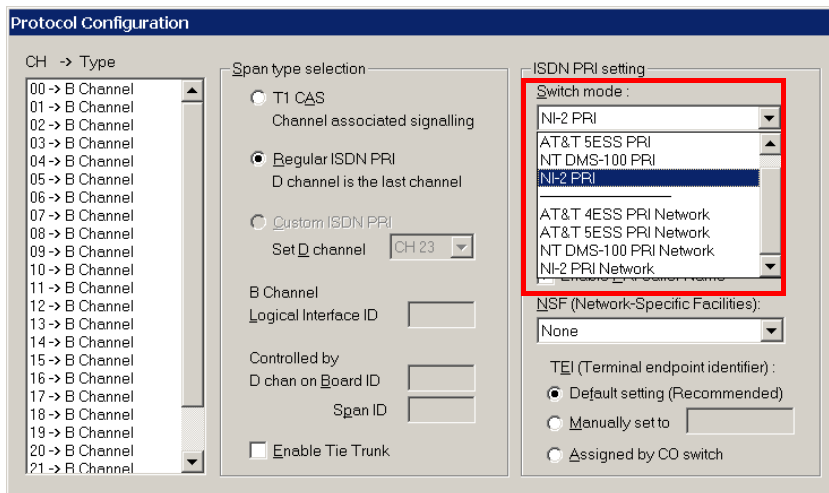 Protocol Configuration
CH -> Type
00 -> B Channel
01 -> B Channel
02 -> B Channel
03 -> B Channel
04 -> B Channel
05 -> B Channel
06 -> B Channel
07 -> B Channel
08 -> B Channel
09 -> B Channel
10 -> B Channel
11 -> B Channel
12 -> B Channel
13 -> B Channel
14 -> B Channel
15 -> B Channel
16 -> B Channel
17 -> B Channel
18 -> B Channel
19 -> B Channel
20 -> B Channel
21 -> B Channel
Span type selection
T1 CAS
Channel associated signalling
Regular ISDN PRI
D channel is the last channel
Custom ISDN PRI
Set D channel
CH 23
B Channel
Logical Interface ID
Controlled by
D chan on Board ID
Span ID
Enable Tie Trunk
ISDN PRI setting
Switch mode :
NI-2 PRI
AT&T 5ESS PRI
NT DMS-100 PRI
NI-2 PRI
AT&T 4ESS PRI Network
AT&T 5ESS PRI Network
NT DMS-100 PRI Network
NI-2 PRI Network
Enable PRI Caller Name
NSF (Network-Specific Facilities):
None
TEI (Terminal endpoint identifier) :
Default setting (Recommended)
Manually set to
Assigned by CO switch